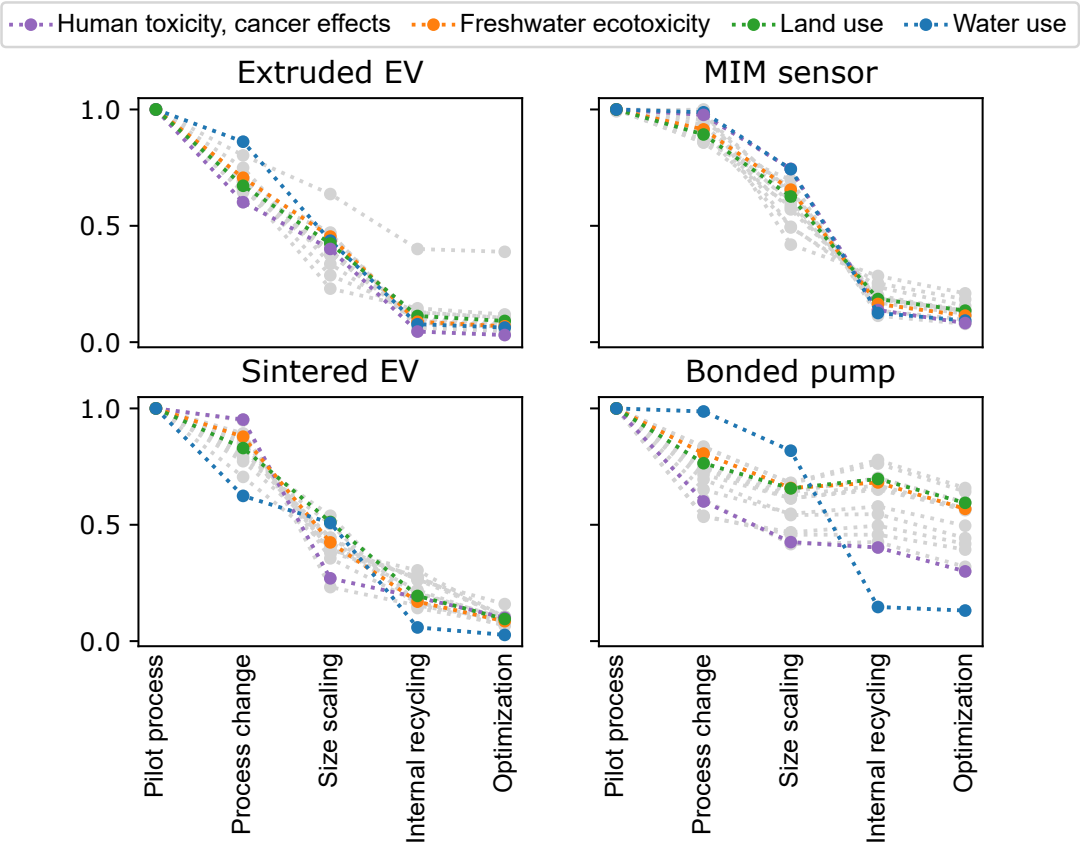 Human toxicity, cancer effects Freshwater ecotoxicity Land use Water use
Extruded EV MIM sensor
1.0
0.5
0.0
Sintered EV Bonded pump
1.0
0.5
0.0
Pilot process
Process change
Size scaling
Internal recycling
Optimization
Pilot process
Process change
Size scaling
Internal recycling
Optimization